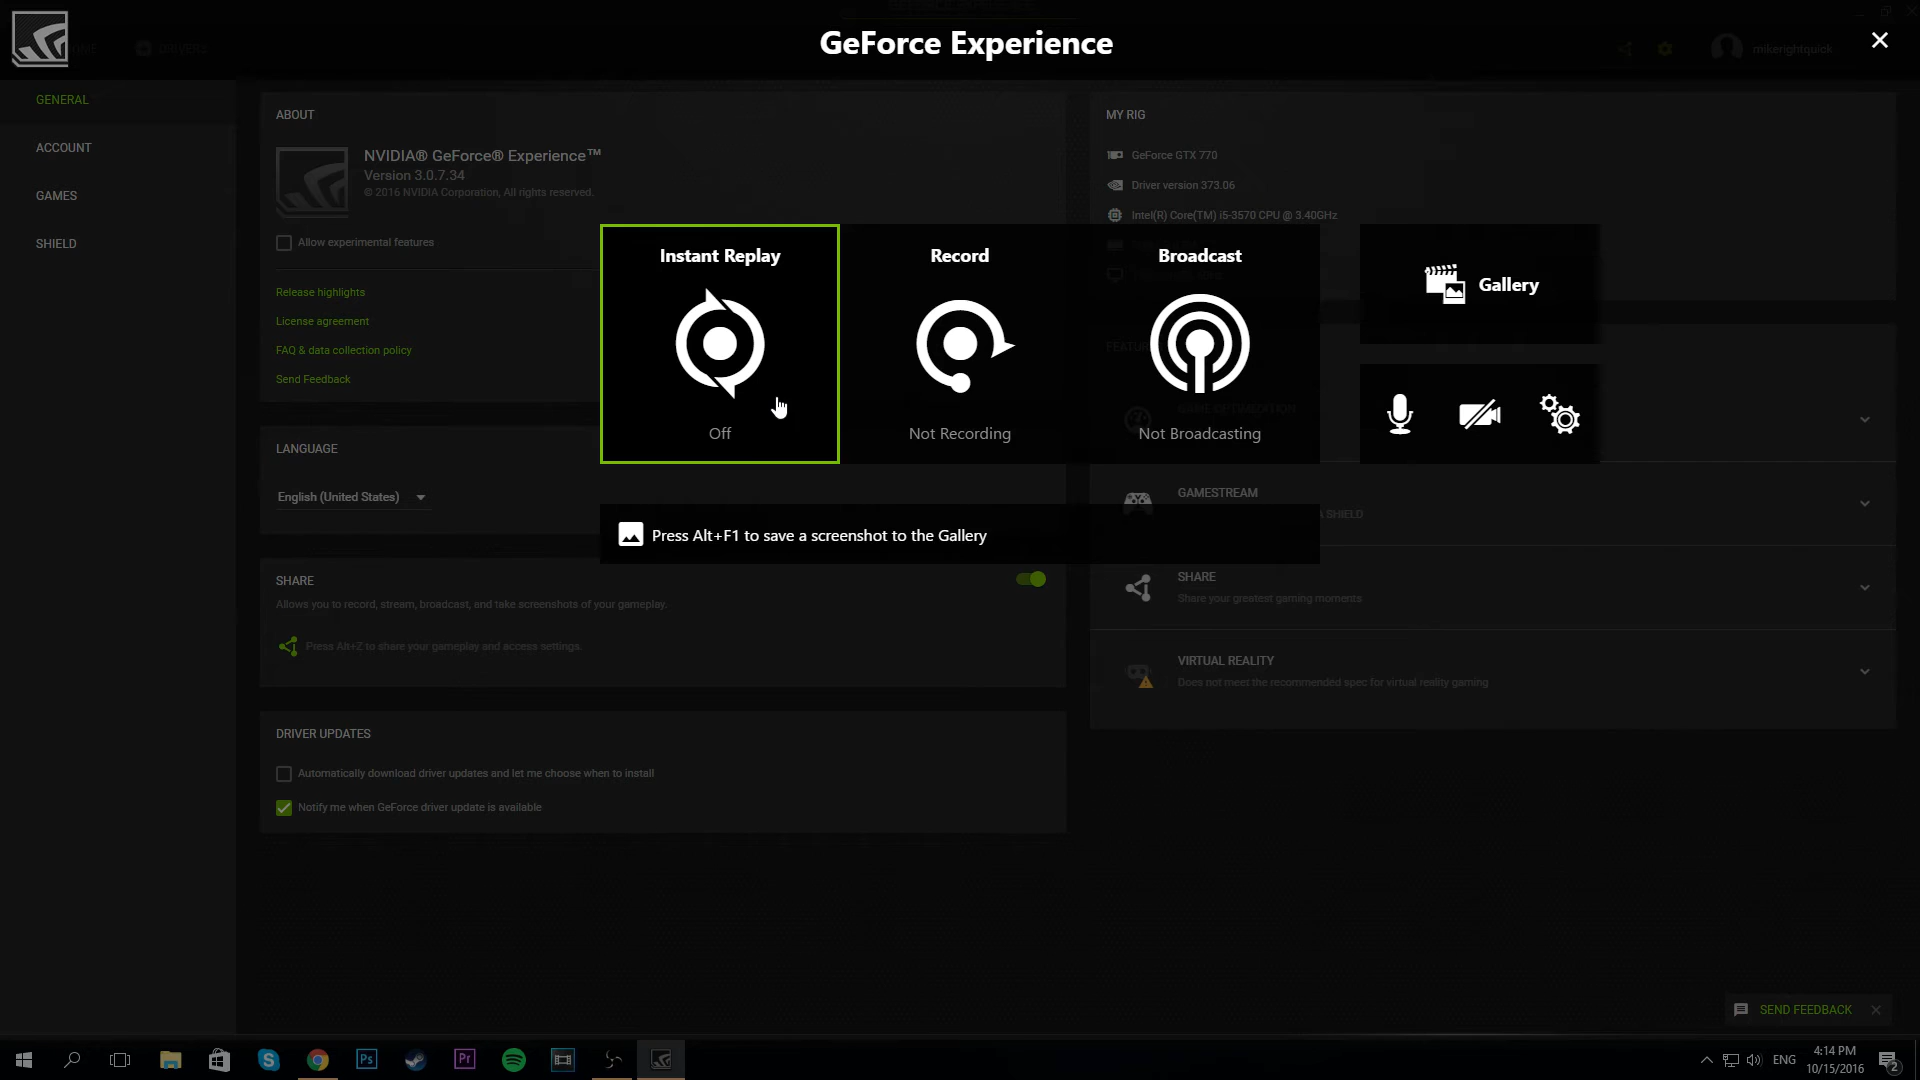 GeForce Experience
DRIVERS
mikerightquick
GENERAL
ACCOUNT
GAMES
SHIELD
ABOUT
NVIDIA® GeForce® Experience™
Version 3.0.7.34
© 2016 NVIDIA Corporation, All rights reserved.
Allow experimental features
Release highlights
License agreement
FAQ & data collection policy
Send Feedback
LANGUAGE
English (United States)
SHARE
Allows you to record, stream, broadcast, and take screenshots of your gameplay.
Press Alt+Z to share your gameplay and access settings.
DRIVER UPDATES
Automatically download driver updates and let me choose when to install
Notify me when GeForce driver update is available
Instant Replay
Off
Record
Not Recording
Broadcast
Not Broadcasting
Gallery
Press Alt+F1 to save a screenshot to the Gallery
MY RIG
GeForce GTX 770
Driver version 373.06
Intel(R) Core(TM) i5-3570 CPU @ 3.40GHz
GAME OPTIMIZATION
GAMESTREAM
A SHIELD
SHARE
Share your greatest gaming moments
VIRTUAL REALITY
Does not meet the recommended spec for virtual reality gaming
SEND FEEDBACK
Ps
Pr
ENG
4:14 PM
10/15/2016
2